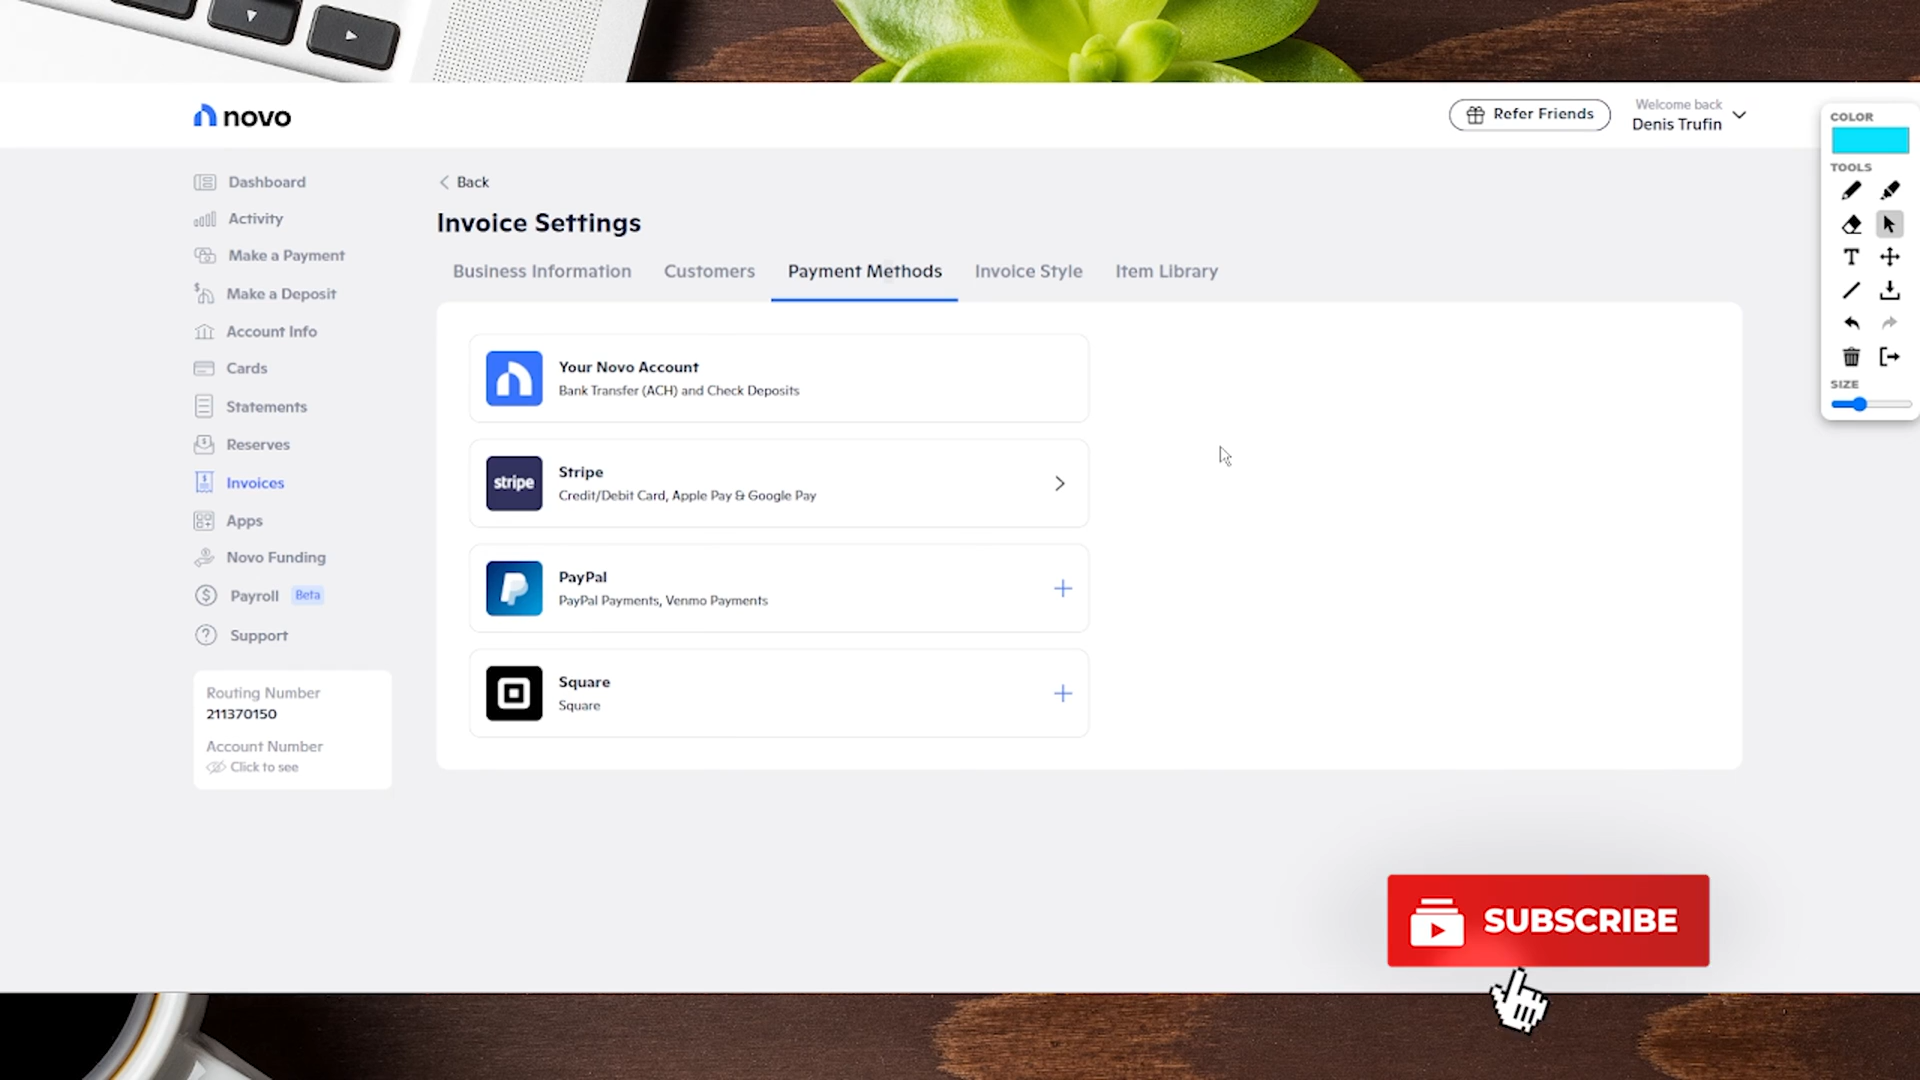 novo
Refer Friends
Welcome back
Denis Trufin
COLOR
TOOLS
T
SIZE
Dashboard
Activity
Make a Payment
Make a Deposit
Account Info
Cards
Statements
Reserves
Invoices
Apps
Novo Funding
Payroll Beta
Support
Routing Number
211370150
Account Number
Click to see
Back
Invoice Settings
Business Information Customers Payment Methods Invoice Style Item Library
Your Novo Account
Bank Transfer (ACH) and Check Deposits
stripe
Stripe
Credit/Debit Card, Apple Pay & Google Pay
PayPal
PayPal Payments, Venmo Payments
Square
Square
SUBSCRIBE